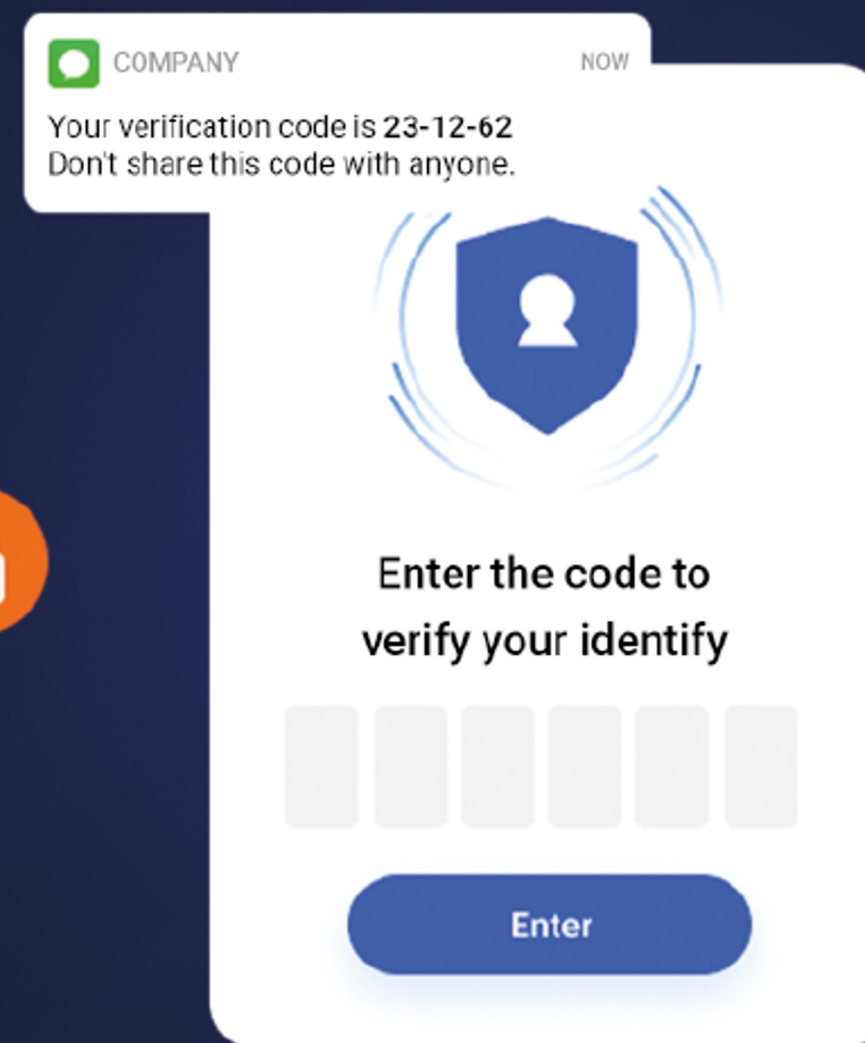 COMPANY NOW
Your verification code is 23-12-62
Don't share this code with anyone.
Enter the code to
verify your identify
Enter